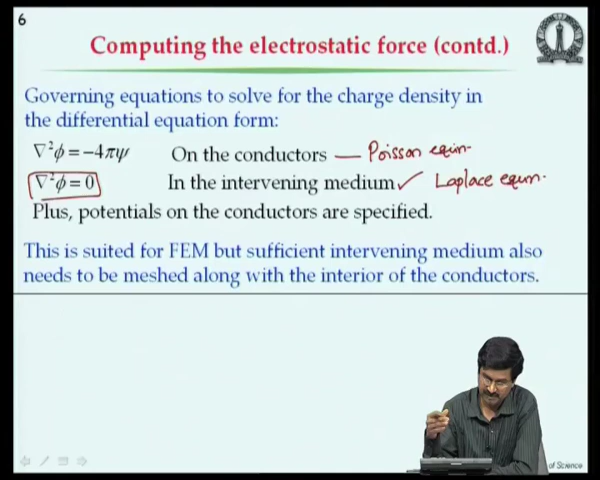 6
Computing the electrostatic force (contd.)
Governing equations to solve for the charge density in
the differential equation form:
∇²ϕ = −4πψ On the conductors — Poisson eqn.
∇²ϕ = 0 In the intervening medium ✓ Laplace eqn.
Plus, potentials on the conductors are specified.
This is suited for FEM but sufficient intervening medium also
needs to be meshed along with the interior of the conductors.
of Science